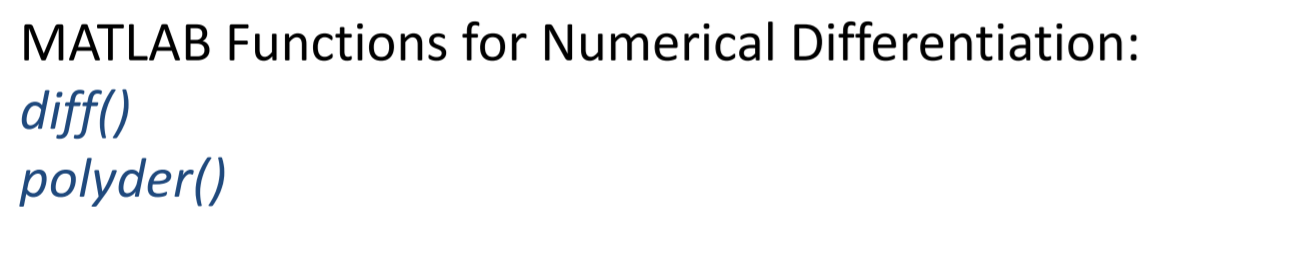 MATLAB Functions for Numerical Differentiation:
diff()
polyder()